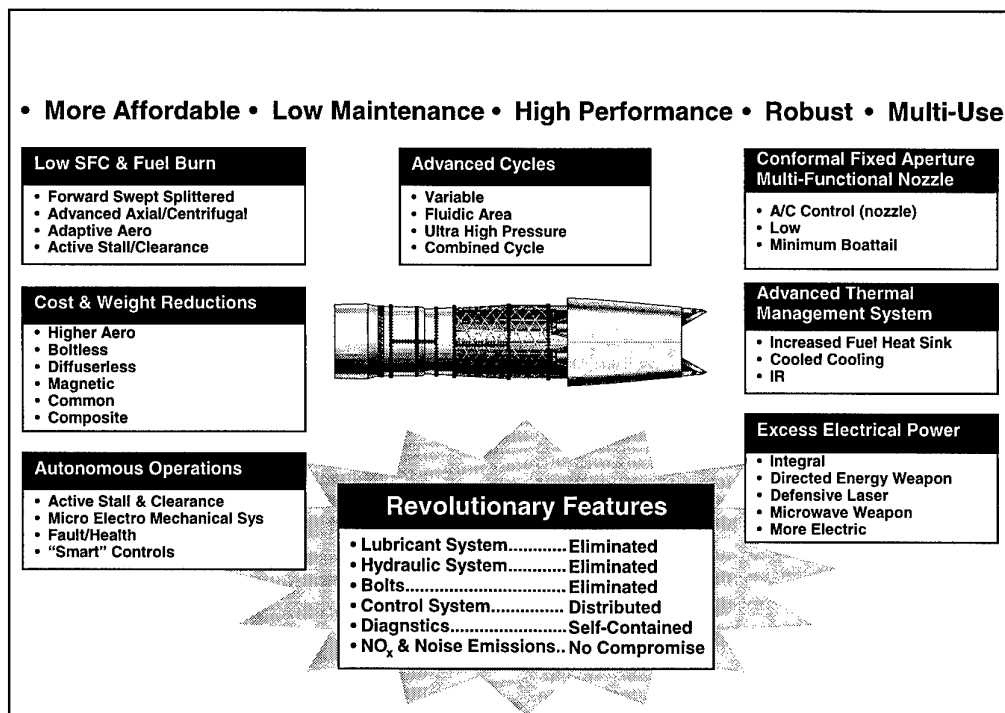 • More Affordable • Low Maintenance • High Performance • Robust • Multi-Use
Low SFC & Fuel Burn
• Forward Swept Splittered
• Advanced Axial/Centrifugal
• Adaptive Aero
• Active Stall/Clearance
Cost & Weight Reductions
• Higher Aero
• Boltless
• Diffuserless
• Magnetic
• Common
• Composite
Autonomous Operations
• Active Stall & Clearance
• Micro Electro Mechanical Sys
• Fault/Health
• “Smart” Controls
Advanced Cycles
• Variable
• Fluidic Area
• Ultra High Pressure
• Combined Cycle
Revolutionary Features
• Lubricant System........... Eliminated
• Hydraulic System........... Eliminated
• Bolts............................. Eliminated
• Control System.............. Distributed
• Diagnstics..................... Self-Contained
• NOx & Noise Emissions.. No Compromise
Conformal Fixed Aperture
Multi-Functional Nozzle
• A/C Control (nozzle)
• Low
• Minimum Boattail
Advanced Thermal
Management System
• Increased Fuel Heat Sink
• Cooled Cooling
• IR
Excess Electrical Power
• Integral
• Directed Energy Weapon
• Defensive Laser
• Microwave Weapon
• More Electric